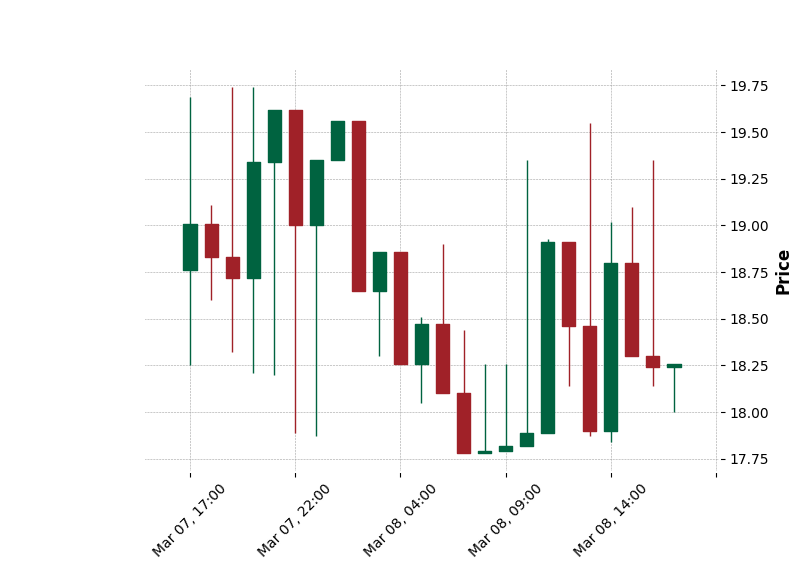 19.75
19.50
19.25
19.00
18.75
18.50
18.25
18.00
17.75
Price
Mar 07, 17:00
Mar 07, 22:00
Mar 08, 04:00
Mar 08, 09:00
Mar 08, 14:00